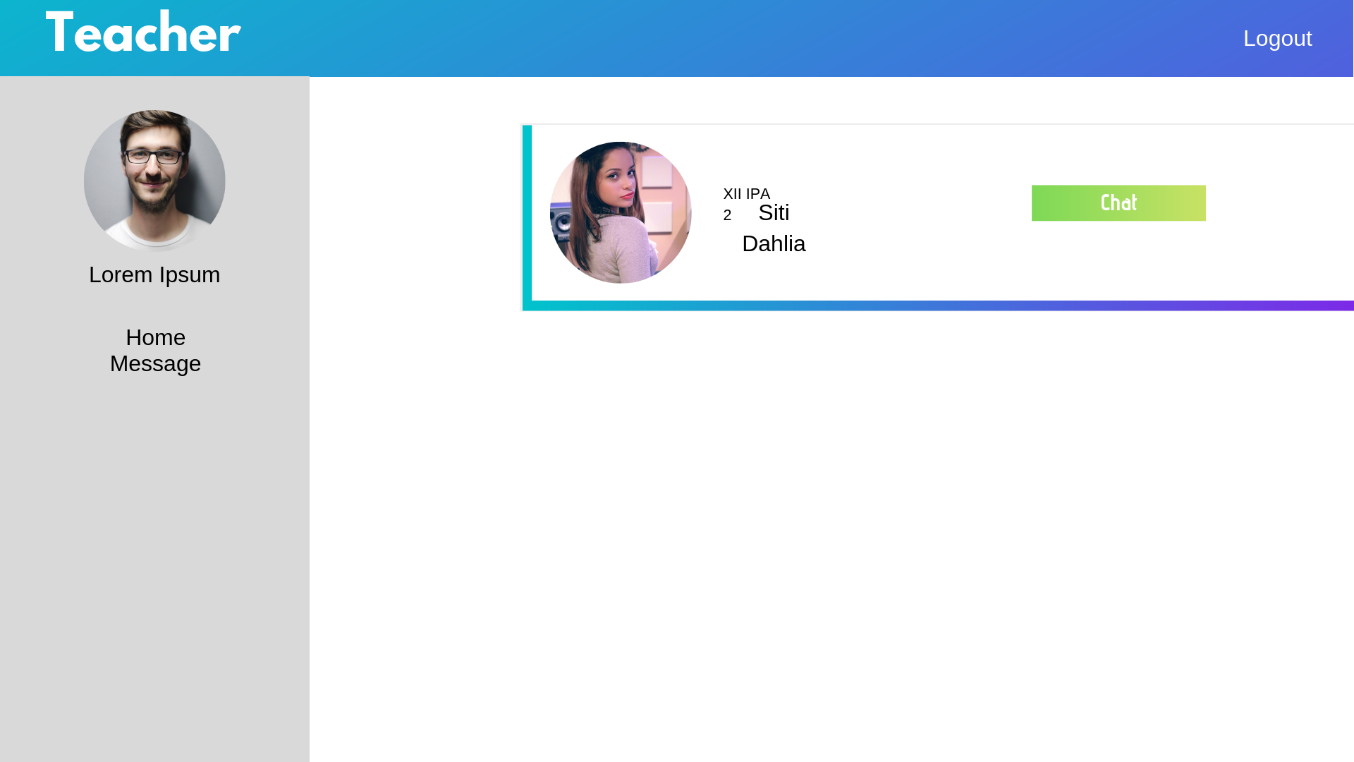 Teacher
Logout
Lorem Ipsum
Home
Message
XII IPA
2
Siti
Dahlia
Chat